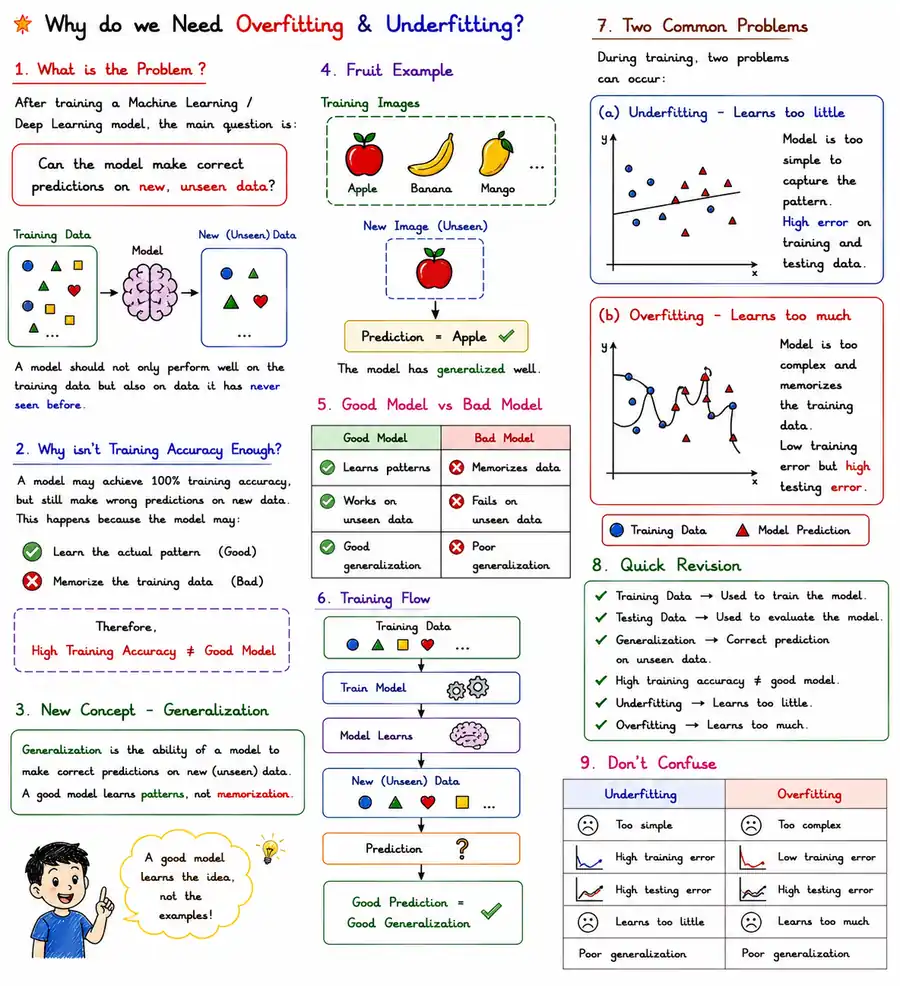 Why do we Need Overfitting & Underfitting?
1. What is the Problem ?
After training a Machine Learning /
Deep Learning model, the main question is:
Can the model make correct
predictions on new, unseen data?
Training Data
Model
New (Unseen) Data
...
...
A model should not only perform well on the
training data but also on data it has never
seen before.
2. Why isn't Training Accuracy Enough?
A model may achieve 100% training accuracy,
but still make wrong predictions on new data.
This happens because the model may:
Learn the actual pattern (Good)
Memorize the training data (Bad)
Therefore,
High Training Accuracy ≠ Good Model
3. New Concept - Generalization
Generalization is the ability of a model to
make correct predictions on new (unseen) data.
A good model learns patterns, not memorization.
A good model
learns the idea,
not the
examples!
4. Fruit Example
Training Images
Apple
Banana
Mango
...
New Image (Unseen)
Prediction = Apple
The model has generalized well.
5. Good Model vs Bad Model
Good Model
Bad Model
Learns patterns
Memorizes data
Works on
unseen data
Fails on
unseen data
Good
generalization
Poor
generalization
6. Training Flow
Training Data
...
Train Model
Model Learns
New (Unseen) Data
...
Prediction ?
Good Prediction =
Good Generalization
7. Two Common Problems
During training, two problems
can occur:
(a) Underfitting - Learns too little
y
x
Model is too
simple to
capture the
pattern.
High error on
training and
testing data.
(b) Overfitting - Learns too much
y
x
Model is too
complex and
memorizes
the training
data.
Low training
error but high
testing error.
Training Data
Model Prediction
8. Quick Revision
Training Data → Used to train the model.
Testing Data → Used to evaluate the model.
Generalization → Correct prediction
on unseen data.
High training accuracy ≠ good model.
Underfitting → Learns too little.
Overfitting → Learns too much.
9. Don't Confuse
Underfitting
Overfitting
Too simple
Too complex
High training error
Low training error
High testing error
High testing error
Learns too little
Learns too much
Poor generalization
Poor generalization